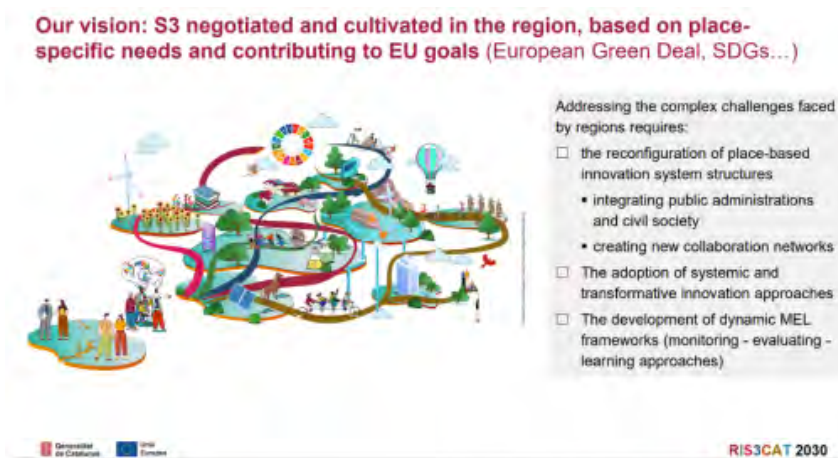 Our vision: S3 negotiated and cultivated in the region, based on place-
specific needs and contributing to EU goals (European Green Deal, SDGs…)
Addressing the complex challenges faced
by regions requires:
☐ the reconfiguration of place-based
innovation system structures
▪ integrating public administrations
and civil society
▪ creating new collaboration networks
☐ The adoption of systemic and
transformative innovation approaches
☐ The development of dynamic MEL
frameworks (monitoring - evaluating -
learning approaches)
Generalitat
de Catalunya
Unió
Europea
RIS3CAT 2030